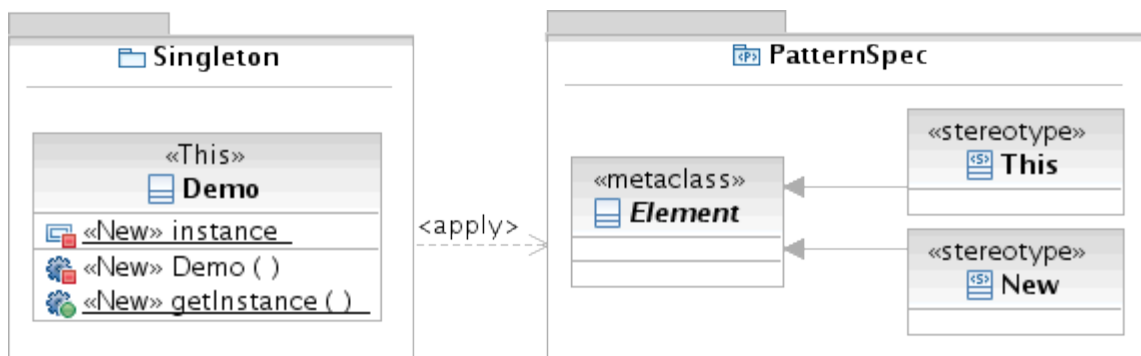 Singleton
«This»
Demo
«New» instance
«New» Demo ( )
«New» getInstance ( )
<apply>
<P> PatternSpec
«metaclass»
Element
«stereotype»
<S> This
«stereotype»
<S> New